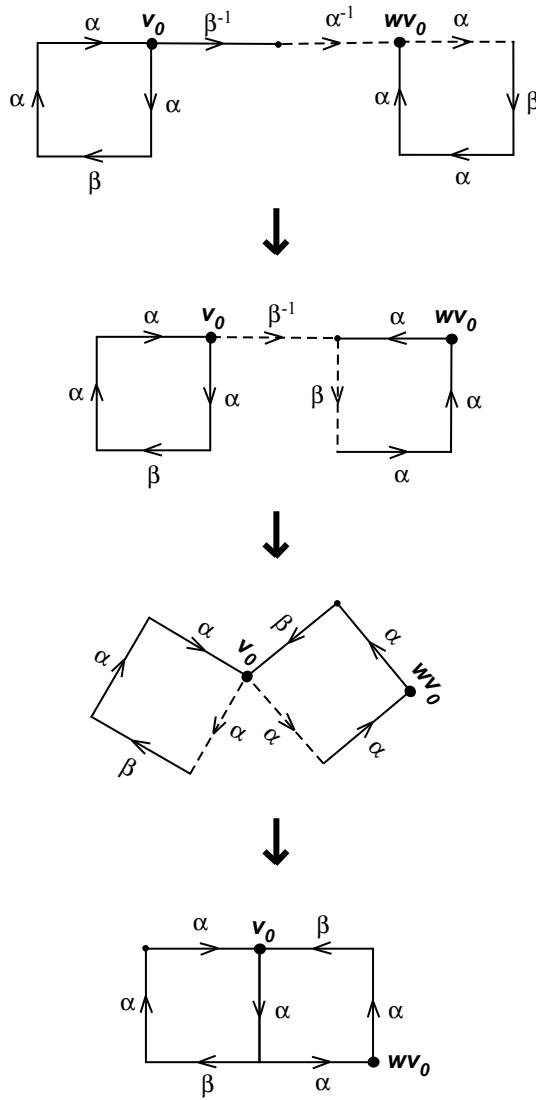 α v₀ β⁻¹ α⁻¹ wv₀ α
α α α β
β α
α v₀ β⁻¹ α wv₀
α α β α
β α
α α v₀ β α
β α α α wv₀
α v₀ β
α α α
β α wv₀